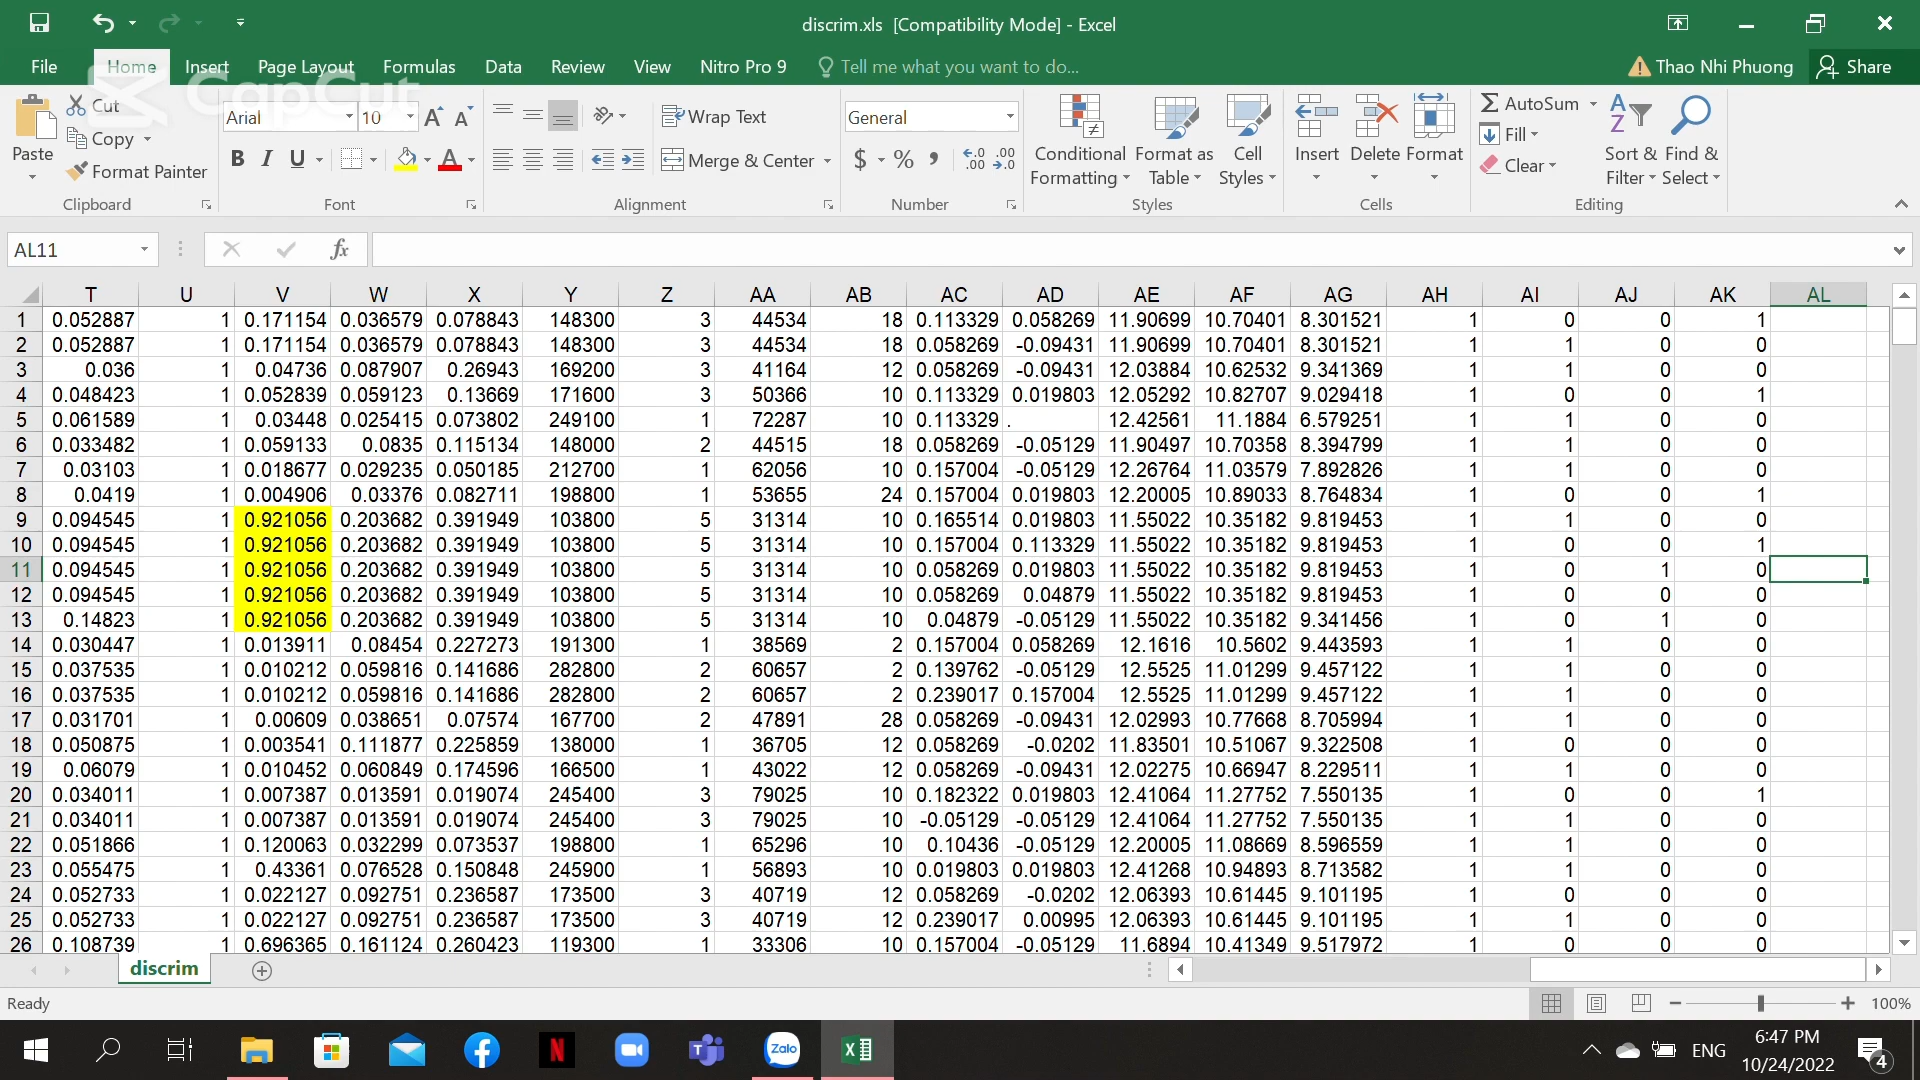 discrim.xls [Compatibility Mode] - Excel
File Home Insert Page Layout Formulas Data Review View Nitro Pro 9 Tell me what you want to do... Thao Nhi Phuong Share
CapCut
Paste Cut Copy Format Painter Clipboard
Arial 10 B I U A Font
Wrap Text Merge & Center Alignment
General $ % Number
Conditional Formatting Format as Table Cell Styles Styles
Insert Delete Format Cells
AutoSum Fill Clear Sort & Filter Find & Select Editing
AL11 fx
T U V W X Y Z AA AB AC AD AE AF AG AH AI AJ AK AL
1 0.052887 1 0.171154 0.036579 0.078843 148300 3 44534 18 0.113329 0.058269 11.90699 10.70401 8.301521 1 0 0 1
2 0.052887 1 0.171154 0.036579 0.078843 148300 3 44534 18 0.058269 -0.09431 11.90699 10.70401 8.301521 1 1 0 0
3 0.036 1 0.04736 0.087907 0.26943 169200 3 41164 12 0.058269 -0.09431 12.03884 10.62532 9.341369 1 1 0 0
4 0.048423 1 0.052839 0.059123 0.13669 171600 3 50366 10 0.113329 0.019803 12.05292 10.82707 9.029418 1 0 0 1
5 0.061589 1 0.03448 0.025415 0.073802 249100 1 72287 10 0.113329 . 12.42561 11.1884 6.579251 1 1 0 0
6 0.033482 1 0.059133 0.0835 0.115134 148000 2 44515 18 0.058269 -0.05129 11.90497 10.70358 8.394799 1 1 0 0
7 0.03103 1 0.018677 0.029235 0.050185 212700 1 62056 10 0.157004 -0.05129 12.26764 11.03579 7.892826 1 1 0 0
8 0.0419 1 0.004906 0.03376 0.082711 198800 1 53655 24 0.157004 0.019803 12.20005 10.89033 8.764834 1 0 0 1
9 0.094545 1 0.921056 0.203682 0.391949 103800 5 31314 10 0.165514 0.019803 11.55022 10.35182 9.819453 1 1 0 0
10 0.094545 1 0.921056 0.203682 0.391949 103800 5 31314 10 0.157004 0.113329 11.55022 10.35182 9.819453 1 0 0 1
11 0.094545 1 0.921056 0.203682 0.391949 103800 5 31314 10 0.058269 0.019803 11.55022 10.35182 9.819453 1 0 1 0
12 0.094545 1 0.921056 0.203682 0.391949 103800 5 31314 10 0.058269 0.04879 11.55022 10.35182 9.819453 1 0 0 0
13 0.14823 1 0.921056 0.203682 0.391949 103800 5 31314 10 0.04879 -0.05129 11.55022 10.35182 9.341456 1 0 1 0
14 0.030447 1 0.013911 0.08454 0.227273 191300 1 38569 2 0.157004 0.058269 12.1616 10.5602 9.443593 1 1 0 0
15 0.037535 1 0.010212 0.059816 0.141686 282800 2 60657 2 0.139762 -0.05129 12.5525 11.01299 9.457122 1 1 0 0
16 0.037535 1 0.010212 0.059816 0.141686 282800 2 60657 2 0.239017 0.157004 12.5525 11.01299 9.457122 1 1 0 0
17 0.031701 1 0.00609 0.038651 0.07574 167700 2 47891 28 0.058269 -0.09431 12.02993 10.77668 8.705994 1 1 0 0
18 0.050875 1 0.003541 0.111877 0.225859 138000 1 36705 12 0.058269 -0.0202 11.83501 10.51067 9.322508 1 0 0 0
19 0.06079 1 0.010452 0.060849 0.174596 166500 1 43022 12 0.058269 -0.09431 12.02275 10.66947 8.229511 1 1 0 0
20 0.034011 1 0.007387 0.013591 0.019074 245400 3 79025 10 0.182322 0.019803 12.41064 11.27752 7.550135 1 0 0 1
21 0.034011 1 0.007387 0.013591 0.019074 245400 3 79025 10 -0.05129 -0.05129 12.41064 11.27752 7.550135 1 0 0 0
22 0.051866 1 0.120063 0.032299 0.073537 198800 1 65296 10 0.10436 -0.05129 12.20005 11.08669 8.596559 1 1 0 0
23 0.055475 1 0.43361 0.076528 0.150848 245900 1 56893 10 0.019803 0.019803 12.41268 10.94893 8.713582 1 1 0 0
24 0.052733 1 0.022127 0.092751 0.236587 173500 3 40719 12 0.058269 -0.0202 12.06393 10.61445 9.101195 1 0 0 0
25 0.052733 1 0.022127 0.092751 0.236587 173500 3 40719 12 0.239017 0.00995 12.06393 10.61445 9.101195 1 1 0 0
26 0.108739 1 0.696365 0.161124 0.260423 119300 1 33306 10 0.157004 -0.05129 11.6894 10.41349 9.517972 1 0 0 0
discrim
Ready 100%
Zalo ENG 6:47 PM
10/24/2022 4